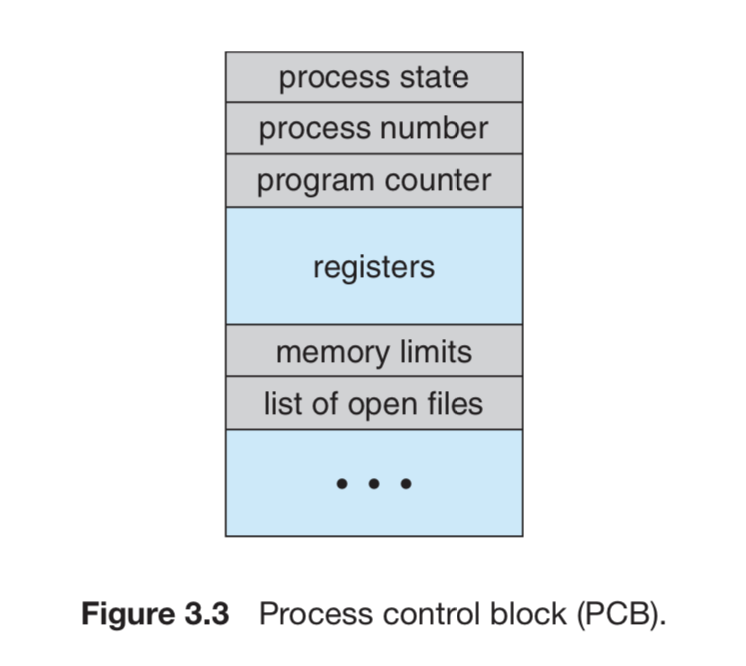 process state
process number
program counter
registers
memory limits
list of open files
• • •
Figure 3.3 Process control block (PCB).